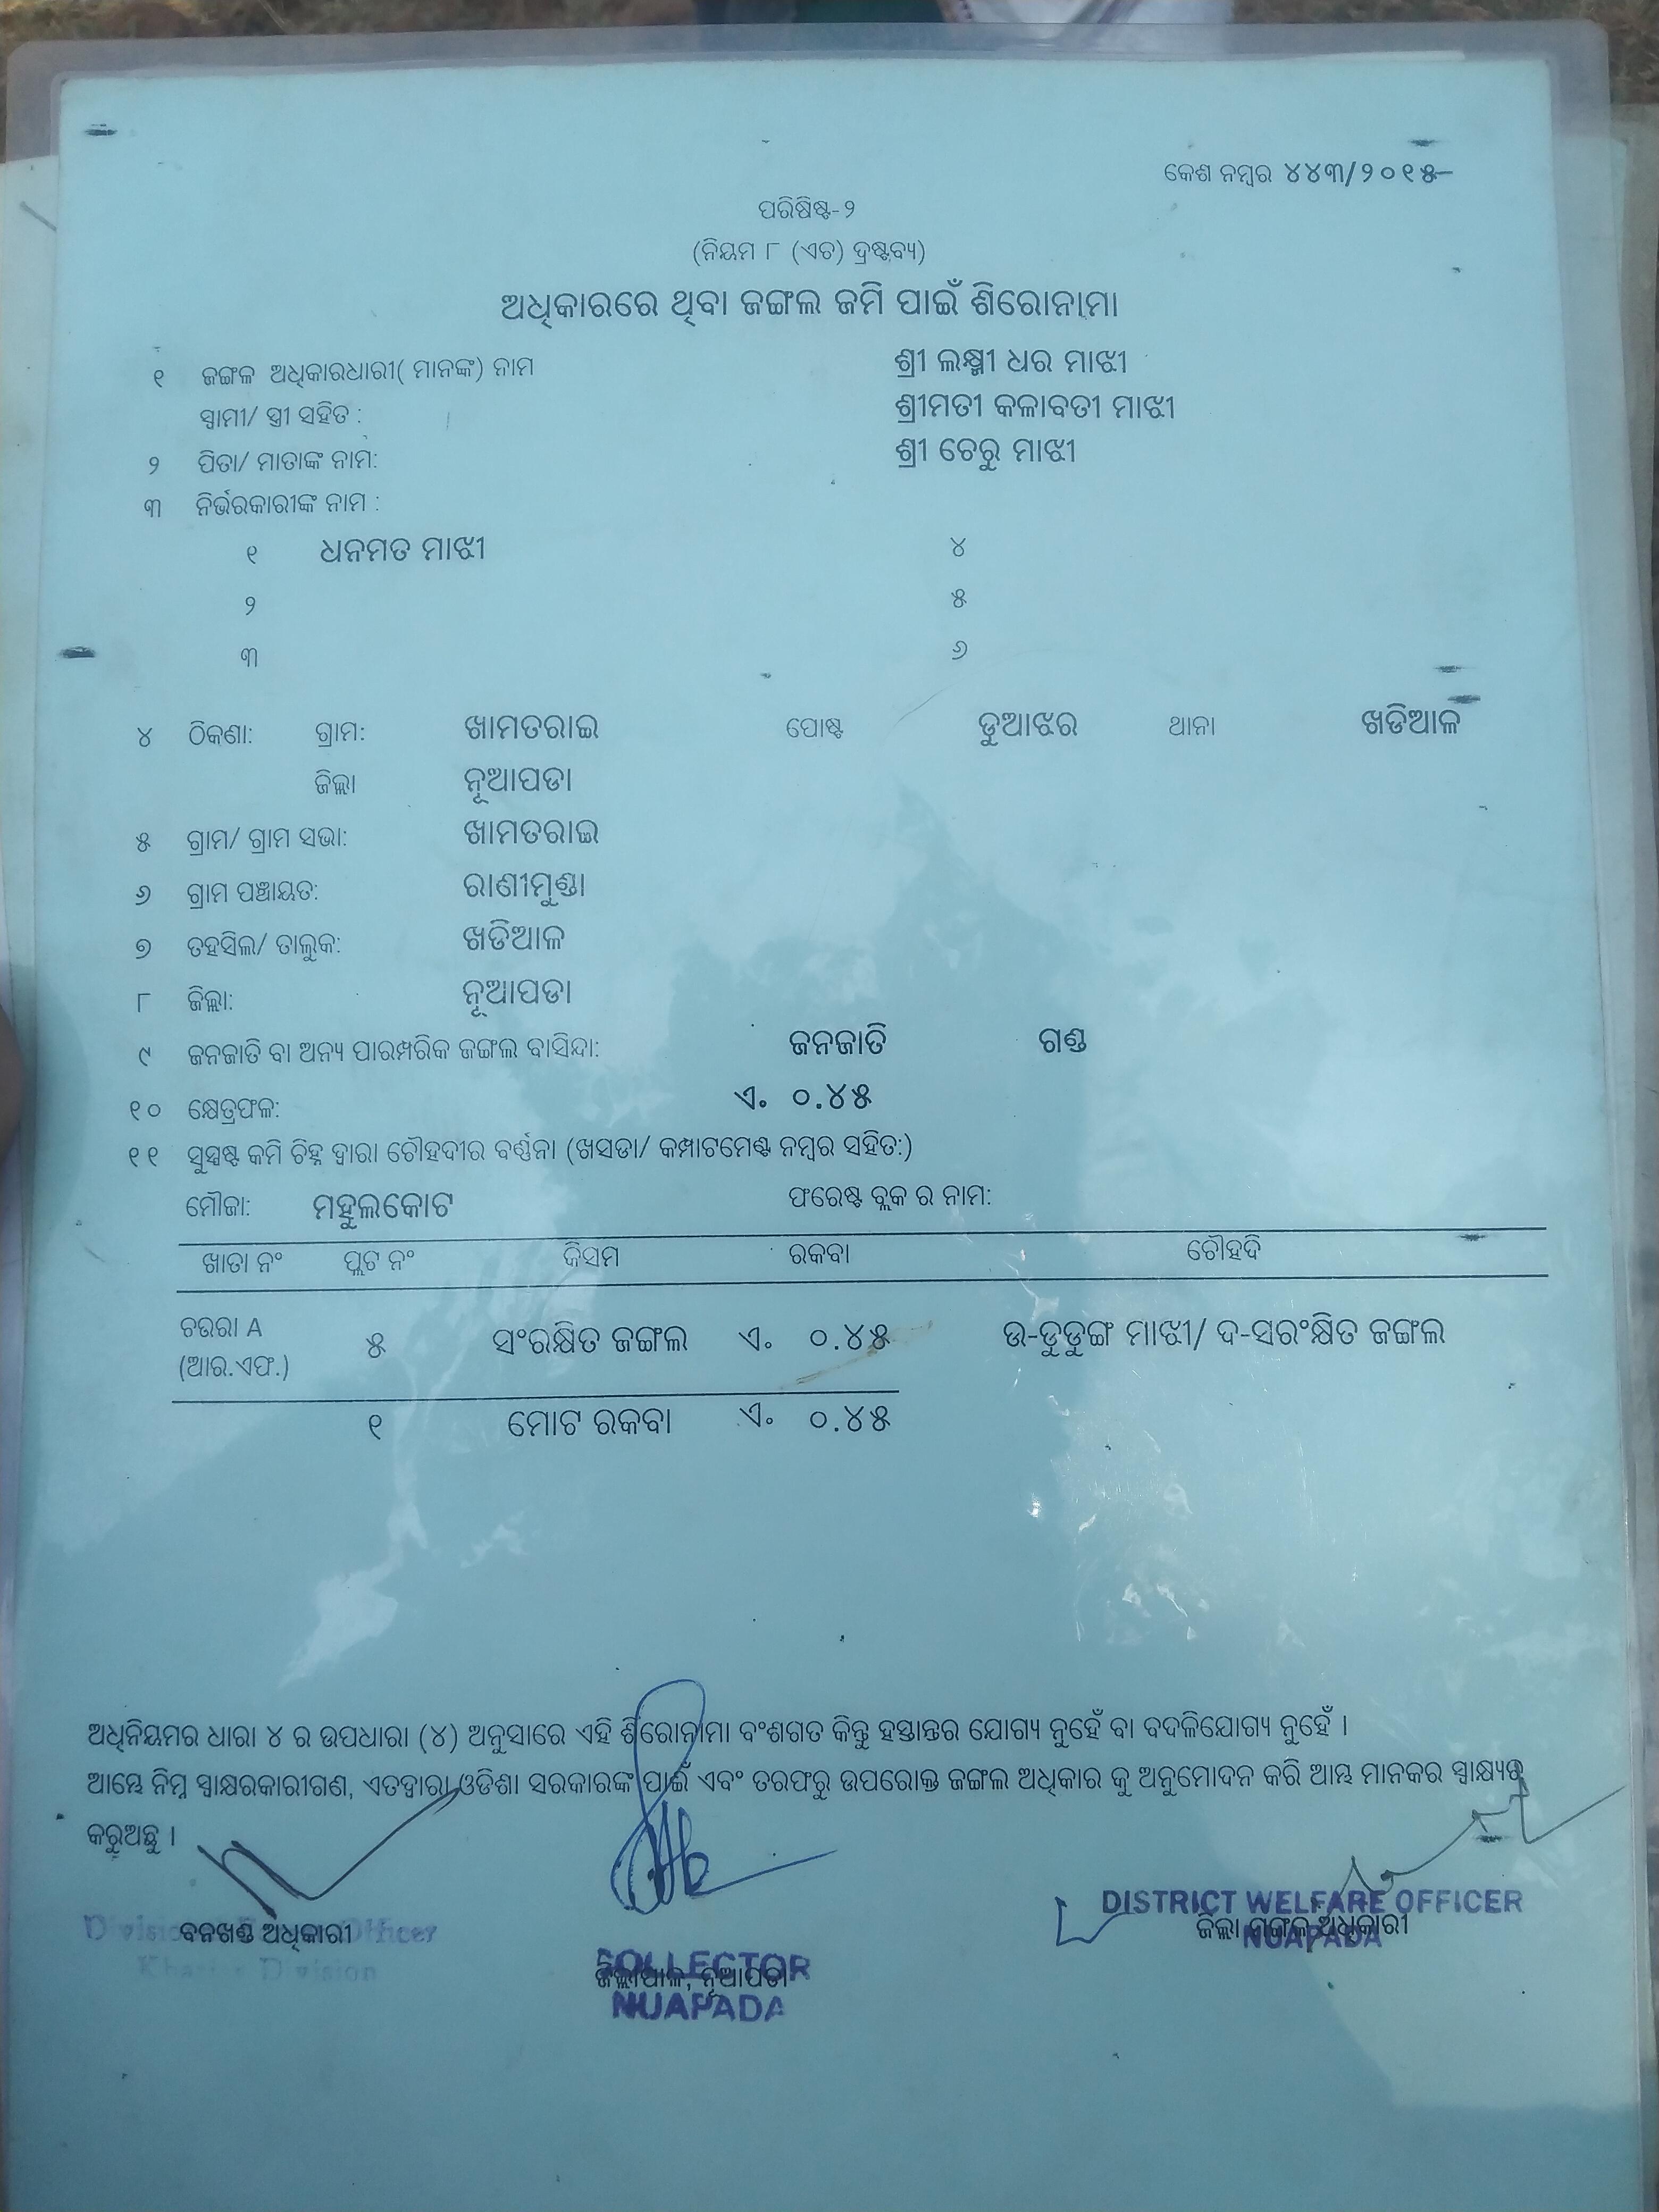 କେଶ ନମ୍ବର ୪୪୩/୨୦୧୫
ପରିଷିଷ୍ଟ-୨
(ନିୟମ ୮ (ଏଚ) ଦ୍ରଷ୍ଟବ୍ୟ)
ଅଧିକାରରେ ଥିବା ଜଙ୍ଗଲ ଜମି ପାଇଁ ଶିରୋନାମା
୧ ଜଙ୍ଗଳ ଅଧିକାରଧାରୀ( ମାନଙ୍କ) ନାମ ଶ୍ରୀ ଲକ୍ଷ୍ମୀ ଧର ମାଝୀ
ସ୍ୱାମୀ/ ସ୍ତ୍ରୀ ସହିତ : ଶ୍ରୀମତୀ କଳାବତୀ ମାଝୀ
୨ ପିତା/ ମାତାଙ୍କ ନାମ: ଶ୍ରୀ ଚେରୁ ମାଝୀ
୩ ନିର୍ଭରକାରୀଙ୍କ ନାମ :
୧ ଧନମତ ମାଝୀ ୪
୨ ୫
୩ ୬
୪ ଠିକଣା: ଗ୍ରାମ: ଖାମତରାଇ ପୋଷ୍ଟ ଡୁଆଝର ଥାନା ଖଡିଆଳ
ଜିଲ୍ଲା ନୂଆପଡା
୫ ଗ୍ରାମ/ ଗ୍ରାମ ସଭା: ଖାମତରାଇ
୬ ଗ୍ରାମ ପଞ୍ଚାୟତ: ରାଣୀମୁଣ୍ଡା
୭ ତହସିଲ/ ତାଲୁକ: ଖଡିଆଳ
୮ ଜିଲ୍ଲା: ନୂଆପଡା
୯ ଜନଜାତି ବା ଅନ୍ୟ ପାରମ୍ପରିକ ଜଙ୍ଗଲ ବାସିନ୍ଦା: ଜନଜାତି ଗଣ୍ଡ
୧୦ କ୍ଷେତ୍ରଫଳ: ଏ. ୦.୪୫
୧୧ ସୁସ୍ପଷ୍ଟ କମି ଚିହ୍ନ ଦ୍ୱାରା ଚୌହଦୀର ବର୍ଣ୍ଣନା (ଖସଡା/ କମ୍ପାଟମେଣ୍ଟ ନମ୍ବର ସହିତ:)
ମୌଜା: ମହୁଲକୋଟ ଫରେଷ୍ଟ ବ୍ଲକ ର ନାମ:
ଖାତା ନଂ ପ୍ଲଟ ନଂ କିସମ ରକବା ଚୌହଦି
ଚଉରା A
(ଆର.ଏଫ.) ୫ ସଂରକ୍ଷିତ ଜଙ୍ଗଲ ଏ. ୦.୪୫ ଉ-ଡୁଡୁଙ୍ଗ ମାଝୀ/ ଦ-ସରଂକ୍ଷିତ ଜଙ୍ଗଲ
୧ ମୋଟ ରକବା ଏ. ୦.୪୫
ଅଧିନିୟମର ଧାରା ୪ ର ଉପଧାରା (୪) ଅନୁସାରେ ଏହି ଶିରୋନାମା ବଂଶଗତ କିନ୍ତୁ ହସ୍ତାନ୍ତର ଯୋଗ୍ୟ ନୁହେଁ ବା ବଦଳିଯୋଗ୍ୟ ନୁହେଁ ।
ଆମ୍ଭେ ନିମ୍ନ ସ୍ୱାକ୍ଷରକାରୀଗଣ, ଏତଦ୍ୱାରା ଓଡିଶା ସରକାରଙ୍କ ପାଇଁ ଏବଂ ତରଫରୁ ଉପରୋକ୍ତ ଜଙ୍ଗଲ ଅଧିକାର କୁ ଅନୁମୋଦନ କରି ଆମ୍ଭ ମାନକର
କରୁଅଛୁ ।
DISTRICT WELFARE OFFICER
ବନଖଣ୍ଡ ଅଧିକାରୀ Officer ଜିଲ୍ଲା ମଙ୍ଗଳ ଅଧିକାରୀ
NUAPADA
Division
COLLECTOR
ଜିଲ୍ଲାପାଳ, ନୂଆପଡା
NUAPADA